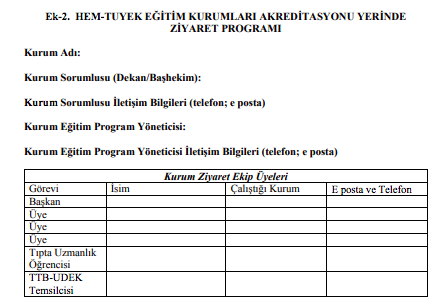 Ek-2. HEM-TUYEK EĞİTİM KURUMLARI AKREDİTASYONU YERİNDE
ZİYARET PROGRAMI
Kurum Adı:
Kurum Sorumlusu (Dekan/Başhekim):
Kurum Sorumlusu İletişim Bilgileri (telefon; e posta)
Kurum Eğitim Program Yöneticisi:
Kurum Eğitim Program Yöneticisi İletişim Bilgileri (telefon; e posta)
Kurum Ziyaret Ekip Üyeleri
Görevi İsim Çalıştığı Kurum E posta ve Telefon
Başkan
Üye
Üye
Üye
Tıpta Uzmanlık
Öğrencisi
TTB-UDEK
Temsilcisi